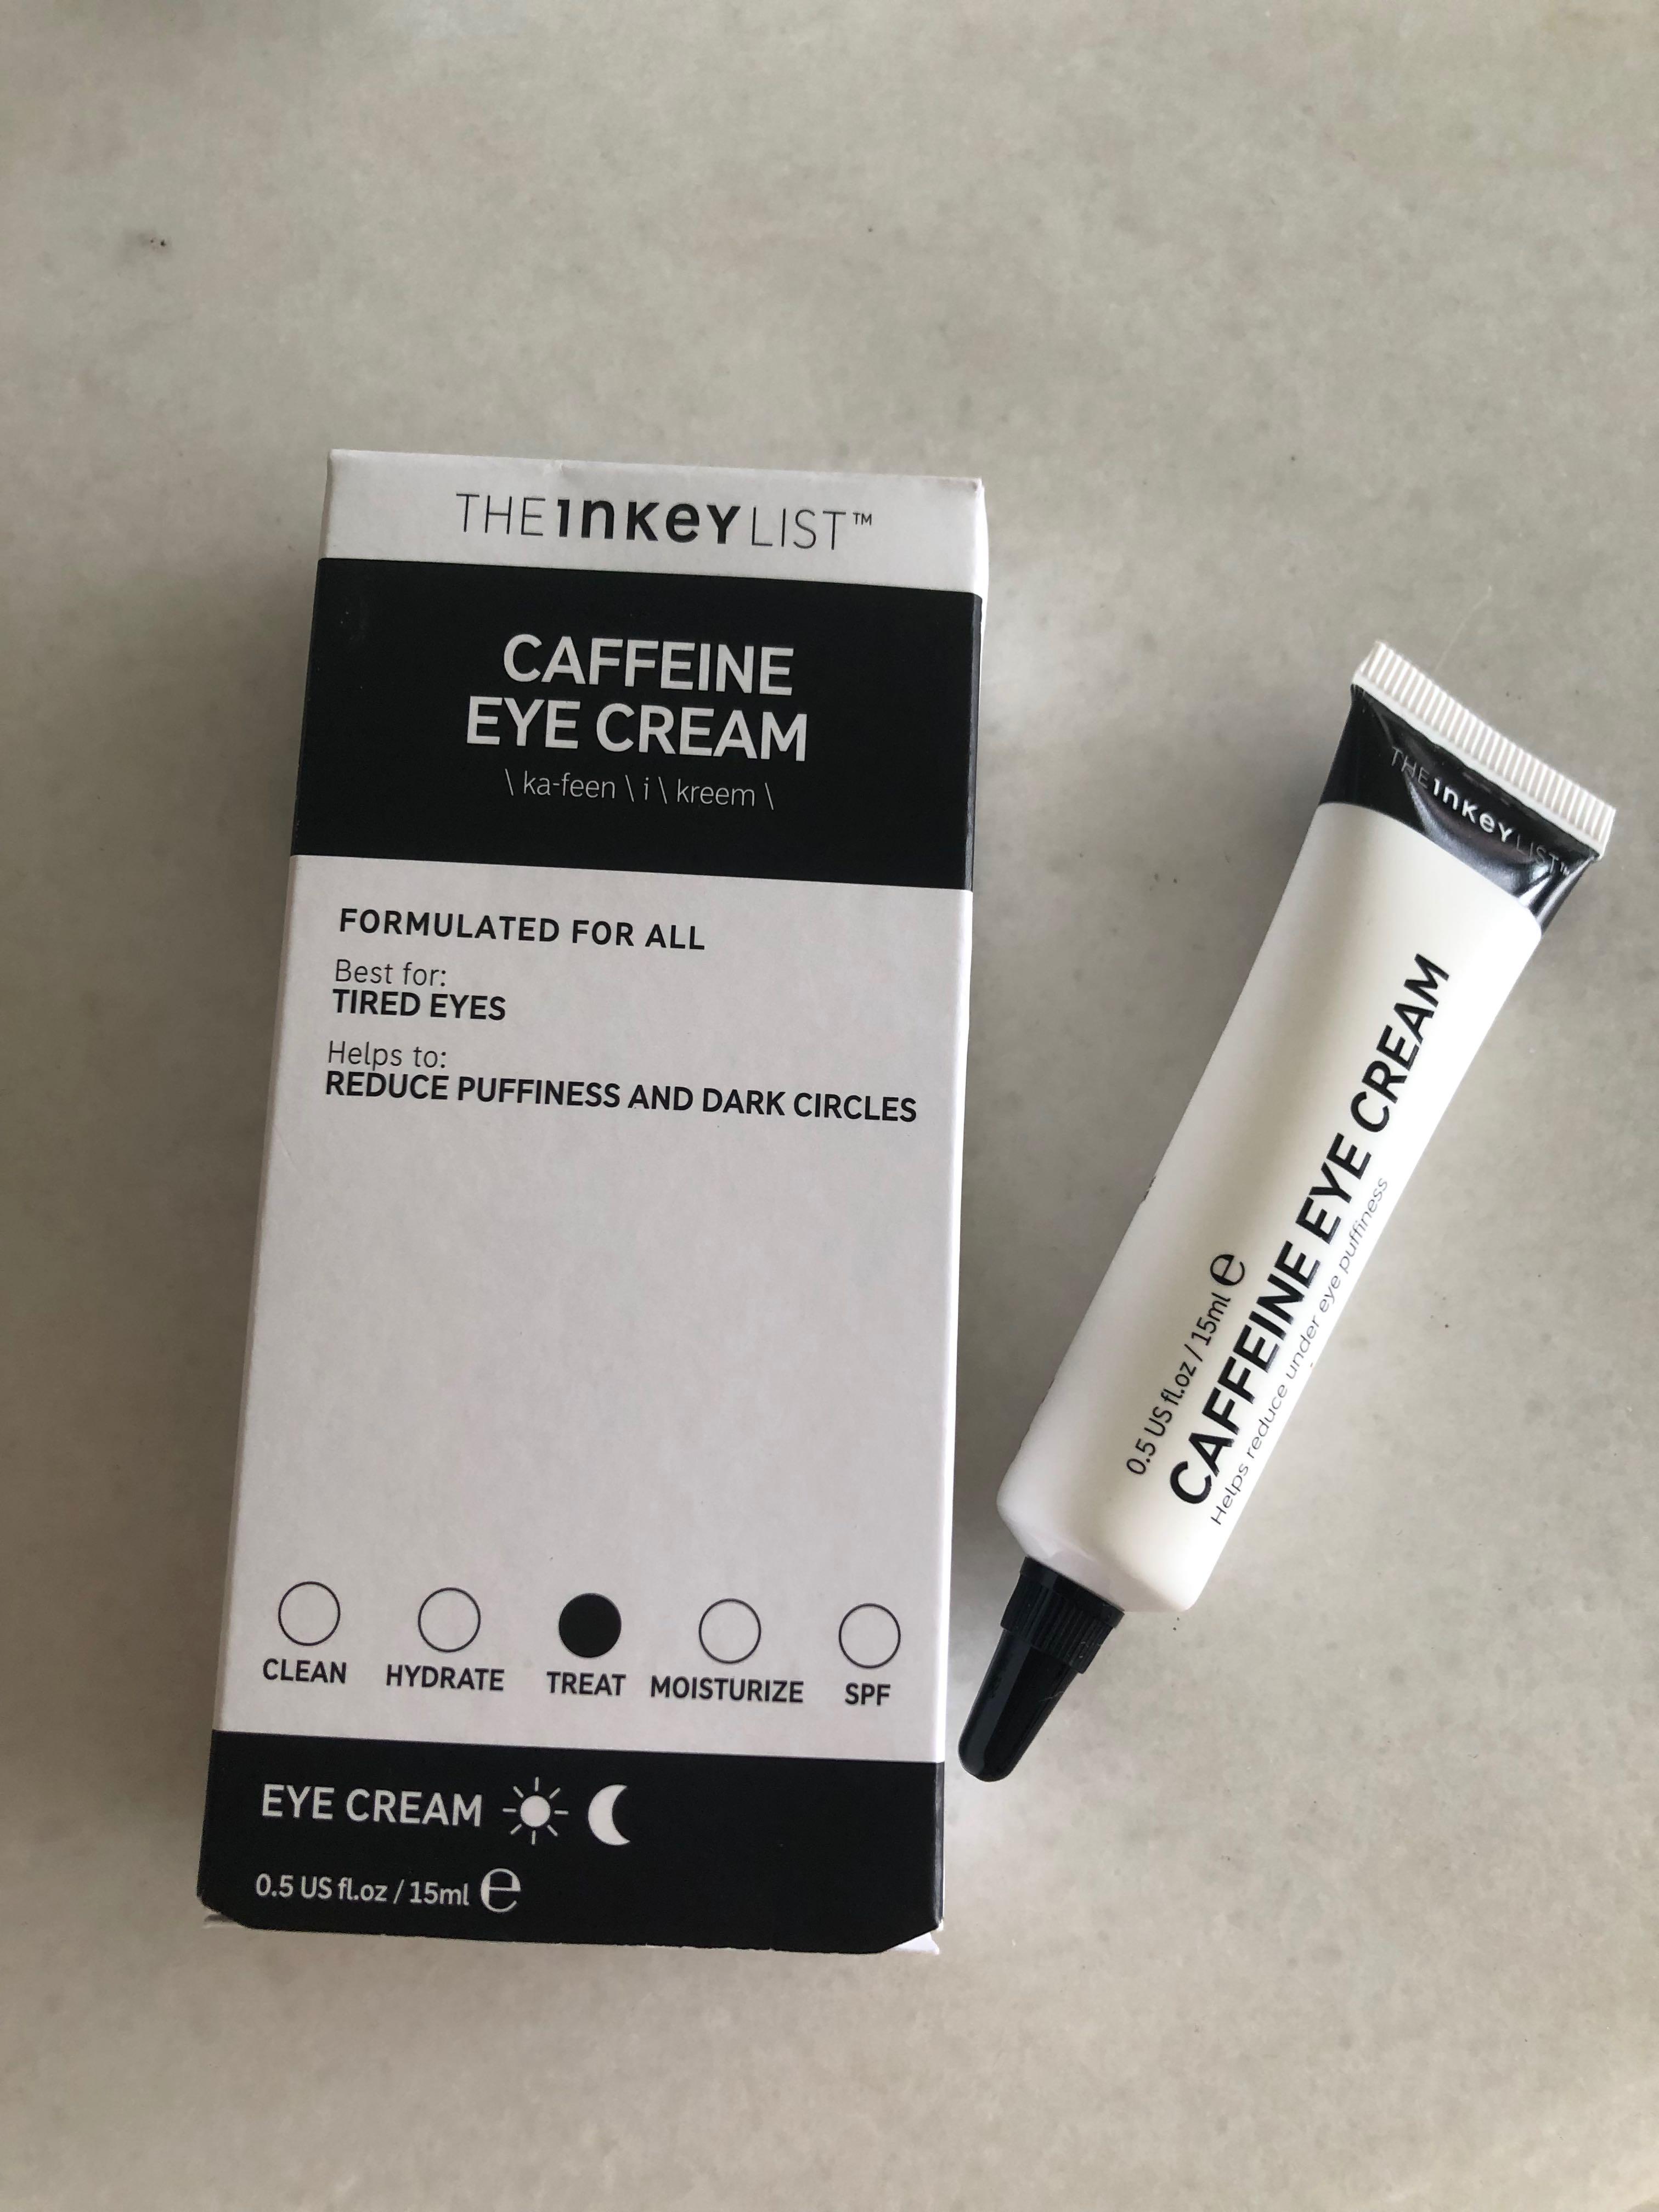 THE INKEY LIST™
CAFFEINE
EYE CREAM
\ ka-feen \ i \ kreem \
FORMULATED FOR ALL
Best for:
TIRED EYES
Helps to:
REDUCE PUFFINESS AND DARK CIRCLES
CLEAN HYDRATE TREAT MOISTURIZE SPF
EYE CREAM
0.5 US fl.oz / 15ml ℮
THE INKEY LIST™
0.5 US fl.oz / 15ml ℮
CAFFEINE EYE CREAM
Helps reduce under eye puffiness